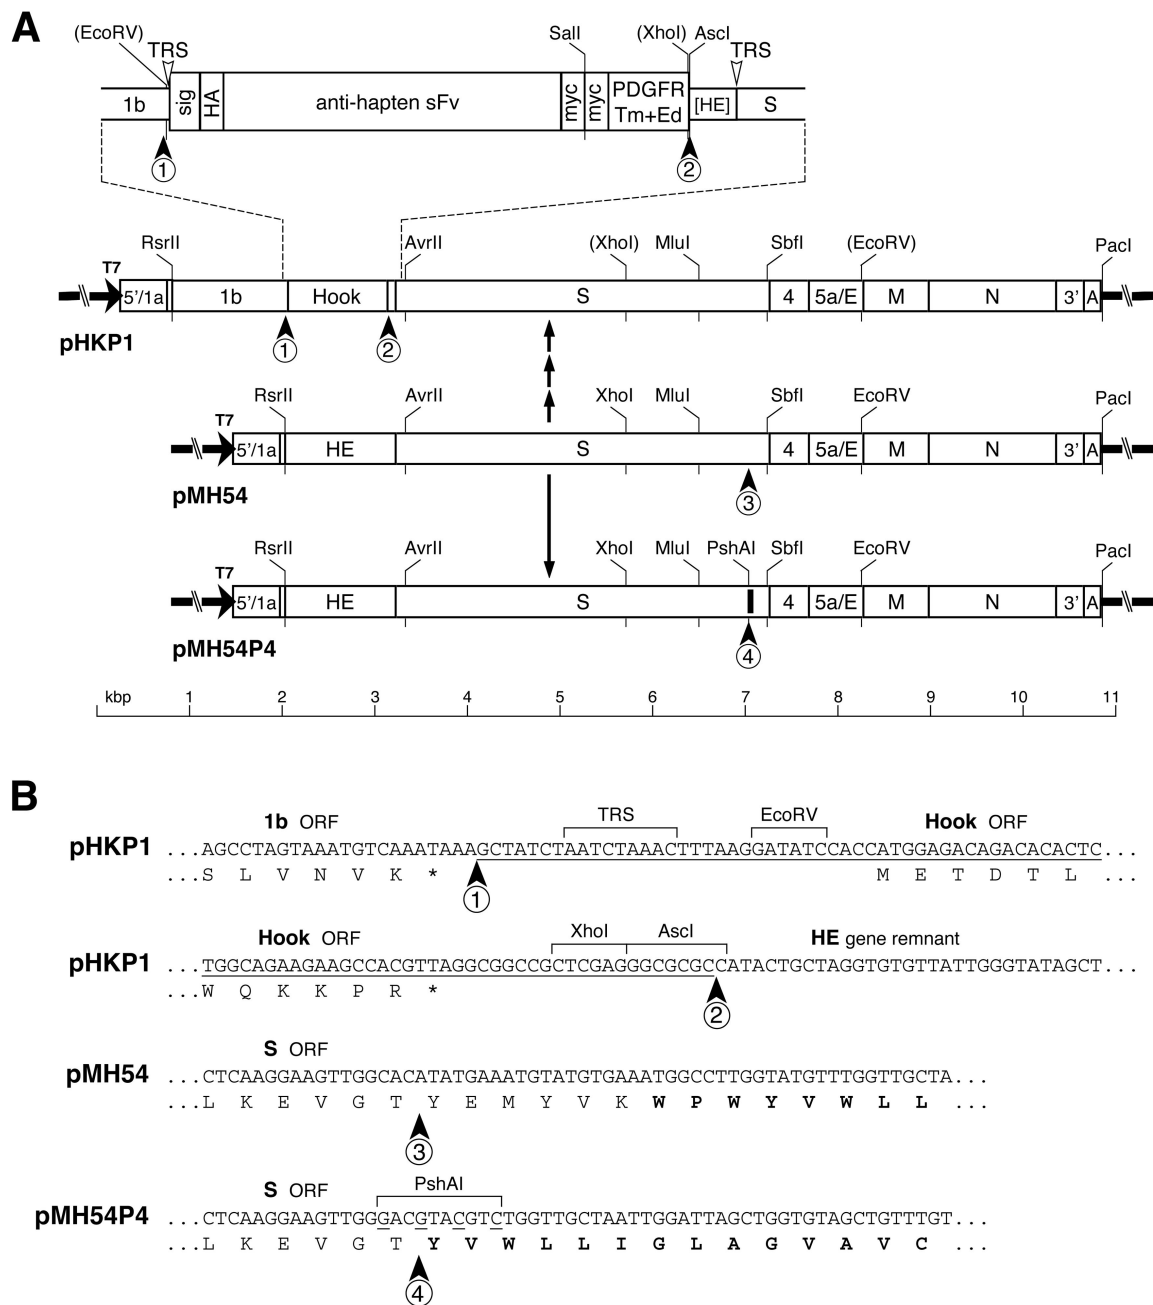 A
(EcoRV) TRS SalI (XhoI) AscI TRS
1b sig HA anti-hapten sFv myc myc PDGFR Tm+Ed [HE] S
1 2
RsrII AvrII (XhoI) MluI SbfI (EcoRV) PacI
T7 5'/1a 1b Hook S 4 5a/E M N 3' A
pHKP1 1 2
RsrII AvrII XhoI MluI SbfI EcoRV PacI
T7 5'/1a HE S 4 5a/E M N 3' A
pMH54 3
RsrII AvrII XhoI MluI PshAI SbfI EcoRV PacI
T7 5'/1a HE S 4 5a/E M N 3' A
pMH54P4 4
kbp 1 2 3 4 5 6 7 8 9 10 11
B
1b ORF TRS EcoRV Hook ORF
pHKP1 ...AGCCTAGTAAATGTCAAATAAAGCTATCTAATCTAAACTTTAAGGATATCCACCATGGAGACAGACACACTC...
...S L V N V K * M E T D T L ...
1
Hook ORF XhoI AscI HE gene remnant
pHKP1 ...TGGCAGAAGAAGCCACGTTAGGCGGCCGCTCGAGGGCGCGCCATACTGCTAGGTGTGTTATTGGGTATAGCT...
...W Q K K P R *
2
S ORF
pMH54 ...CTCAAGGAAGTTGGCACATATGAAATGTATGTGAAATGGCCTTGGTATGTTTGGTTGCTA...
...L K E V G T Y E M Y V K W P W Y V W L L ...
3
S ORF PshAI
pMH54P4 ...CTCAAGGAAGTTGGGACGTACGTCTGGTTGCTAATTGGATTAGCTGGTGTAGCTGTTTGT...
...L K E V G T Y V W L L I G L A G V A V C ...
4